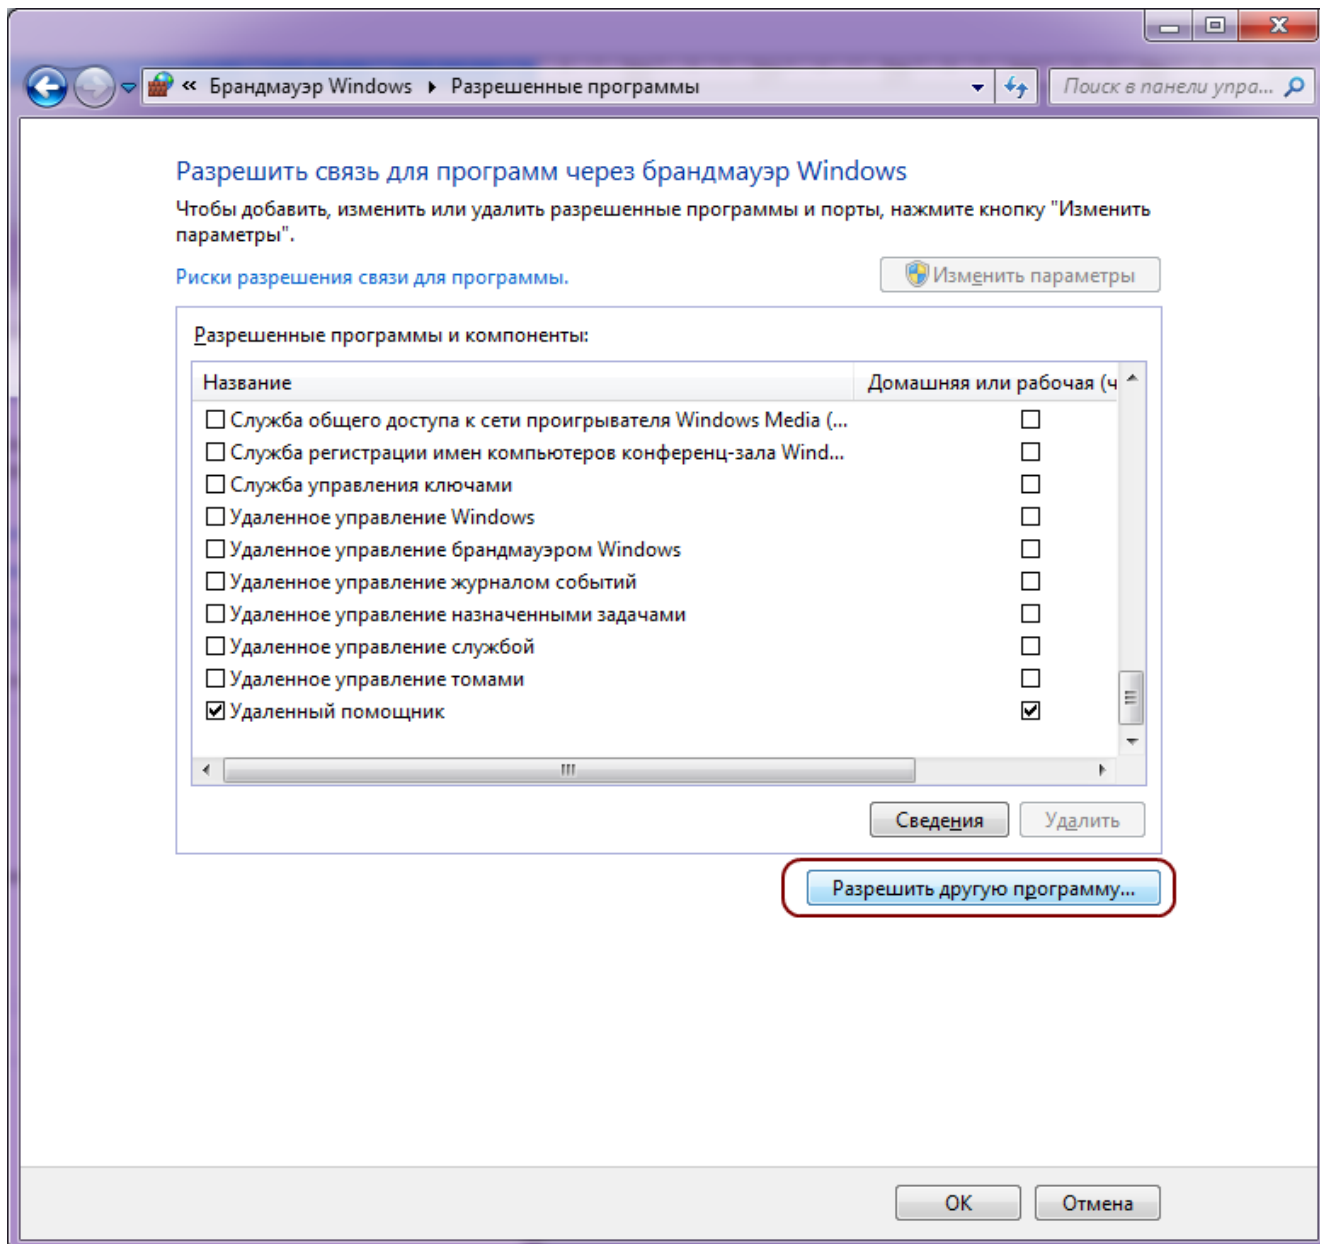 « Брандмауэр Windows Разрешенные программы
Поиск в панели упра...
Разрешить связь для программ через брандмауэр Windows
Чтобы добавить, изменить или удалить разрешенные программы и порты, нажмите кнопку "Изменить
параметры".
Риски разрешения связи для программы.
Изменить параметры
Разрешенные программы и компоненты:
Название
Домашняя или рабочая (ч
Служба общего доступа к сети проигрывателя Windows Media (...
Служба регистрации имен компьютеров конференц-зала Wind...
Служба управления ключами
Удаленное управление Windows
Удаленное управление брандмауэром Windows
Удаленное управление журналом событий
Удаленное управление назначенными задачами
Удаленное управление службой
Удаленное управление томами
Удаленный помощник
Сведения
Удалить
Разрешить другую программу...
ОК
Отмена